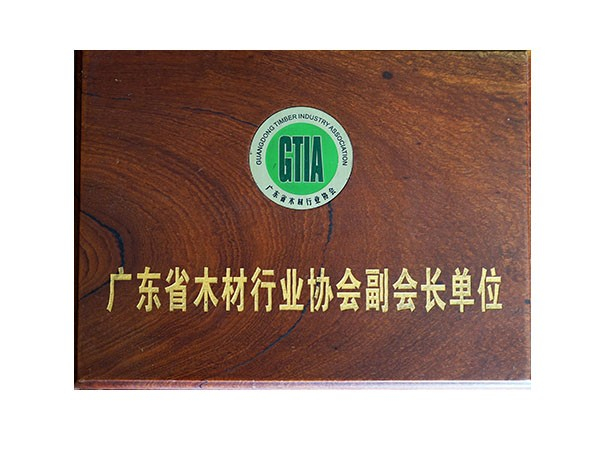 GUANGDONG TIMBER INDUSTRY ASSOCIATION
GTIA
广东省木材行业协会
广东省木材行业协会副会长单位